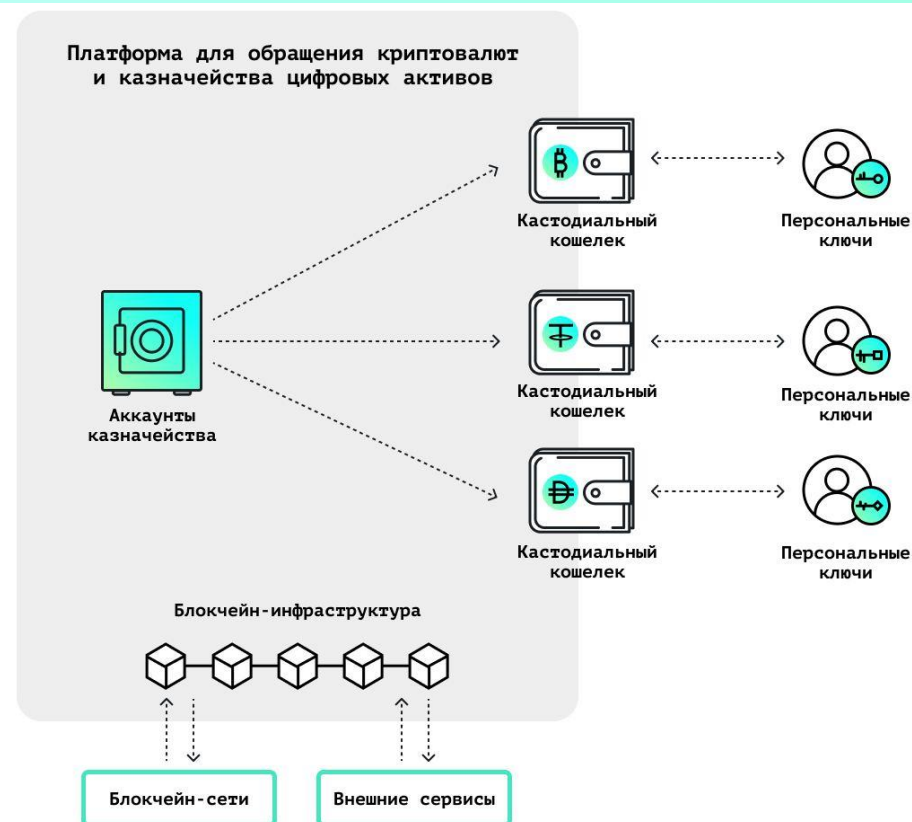 Платформа для обращения криптовалют
и казначейства цифровых активов
Кастодиальный
кошелек
Персональные
ключи
Аккаунты
казначейства
Кастодиальный
кошелек
Персональные
ключи
Кастодиальный
кошелек
Персональные
ключи
Блокчейн-инфраструктура
Блокчейн-сети
Внешние сервисы